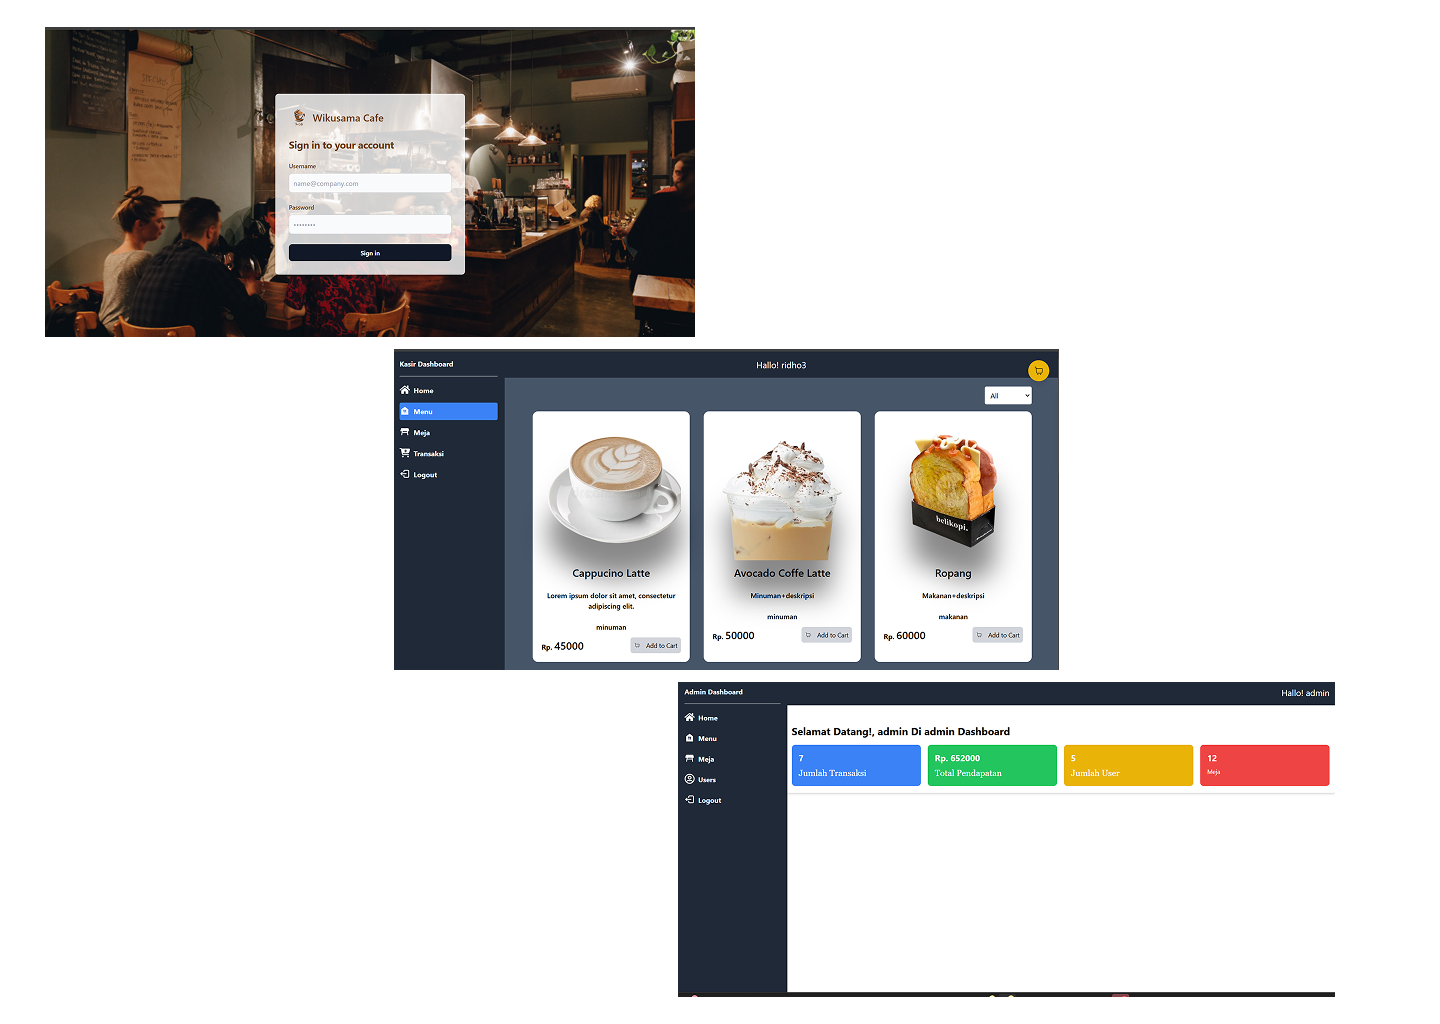 SPECIALS
Wikusama Cafe
Sign in to your account
Username
name@company.com
Password
••••••••
Sign in
Kasir Dashboard
Hallo! ridho3
Home
Menu
Meja
Transaksi
Logout
All
Cappucino Latte
Lorem ipsum dolor sit amet, consectetur
adipiscing elit.
minuman
Rp. 45000
Add to Cart
Avocado Coffe Latte
Minuman+deskripsi
minuman
Rp. 50000
Add to Cart
belikopi.
Ropang
Makanan+deskripsi
makanan
Rp. 60000
Add to Cart
Admin Dashboard
Hallo! admin
Home
Menu
Meja
Users
Logout
Selamat Datang!, admin Di admin Dashboard
7
Jumlah Transaksi
Rp. 652000
Total Pendapatan
5
Jumlah User
12
Meja